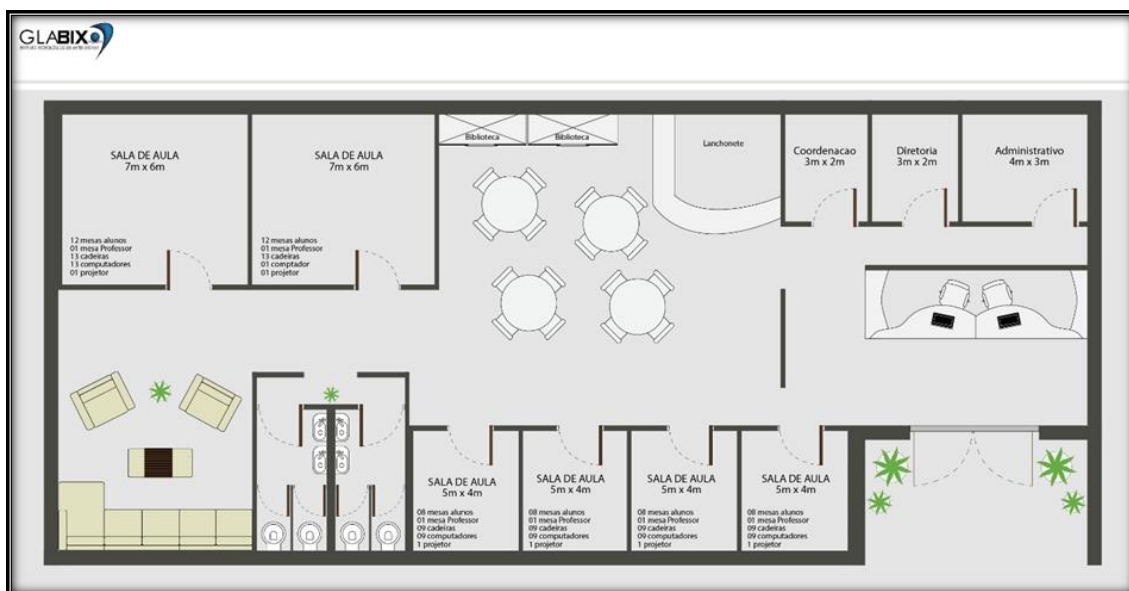 GLABIX
SALA DE AULA
7m x 6m
12 mesas alunos
01 mesa Professor
13 cadeiras
13 computadores
01 projetor
SALA DE AULA
7m x 6m
12 mesas alunos
01 mesa Professor
13 cadeiras
01 comptador
01 projetor
Biblioteca
Biblioteca
Lanchonete
Coordenacao
3m x 2m
Diretoria
3m x 2m
Administrativo
4m x 3m
SALA DE AULA
5m x 4m
08 mesas alunos
01 mesa Professor
09 cadeiras
09 computadores
1 projetor
SALA DE AULA
5m x 4m
08 mesas alunos
01 mesa Professor
09 cadeiras
09 computadores
1 projetor
SALA DE AULA
5m x 4m
08 mesas alunos
01 mesa Professor
09 cadeiras
09 computadores
1 projetor
SALA DE AULA
5m x 4m
08 mesas alunos
01 mesa Professor
09 cadeiras
09 computadores
1 projetor